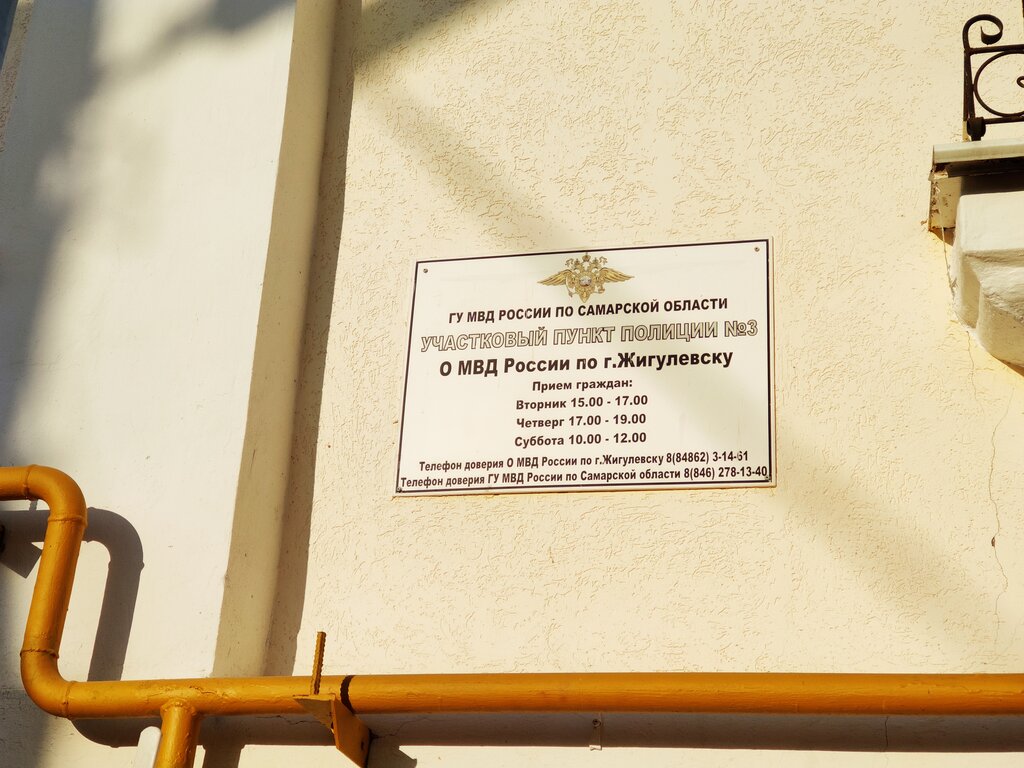 ГУ МВД РОССИИ ПО САМАРСКОЙ ОБЛАСТИ
УЧАСТКОВЫЙ ПУНКТ ПОЛИЦИИ №3
О МВД России по г.Жигулевску
Прием граждан:
Вторник 15.00 - 17.00
Четверг 17.00 - 19.00
Суббота 10.00 - 12.00
Телефон доверия О МВД России по г.Жигулевску 8(84862) 3-14-61
Телефон доверия ГУ МВД России по Самарской области 8(846) 278-13-40